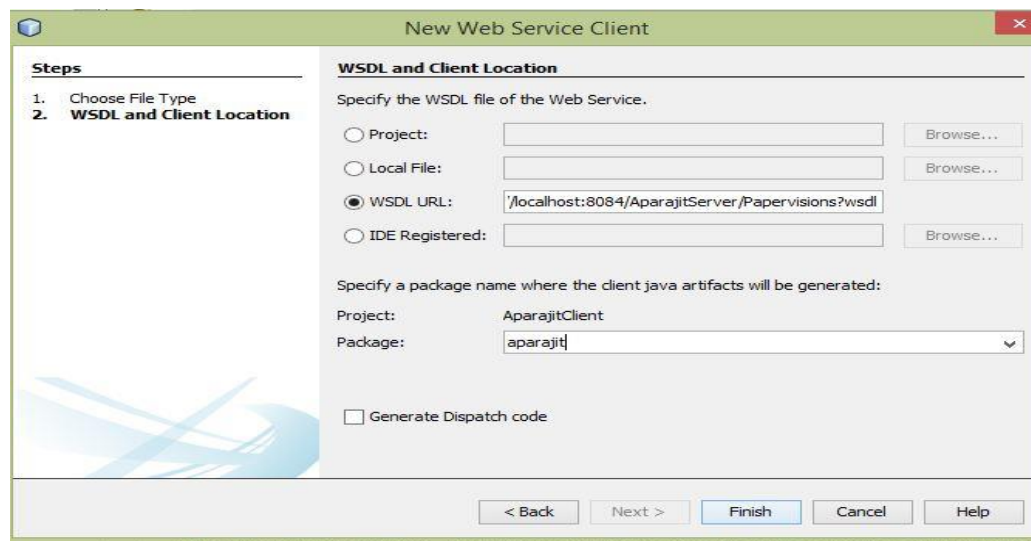 New Web Service Client
Steps
1. Choose File Type
2. WSDL and Client Location
WSDL and Client Location
Specify the WSDL file of the Web Service.
Project: Browse...
Local File: Browse...
WSDL URL: '/localhost:8084/AparajitServer/Papervisions?wsdl
IDE Registered: Browse...
Specify a package name where the client java artifacts will be generated:
Project: AparajitClient
Package: aparajit
Generate Dispatch code
< Back Next > Finish Cancel Help